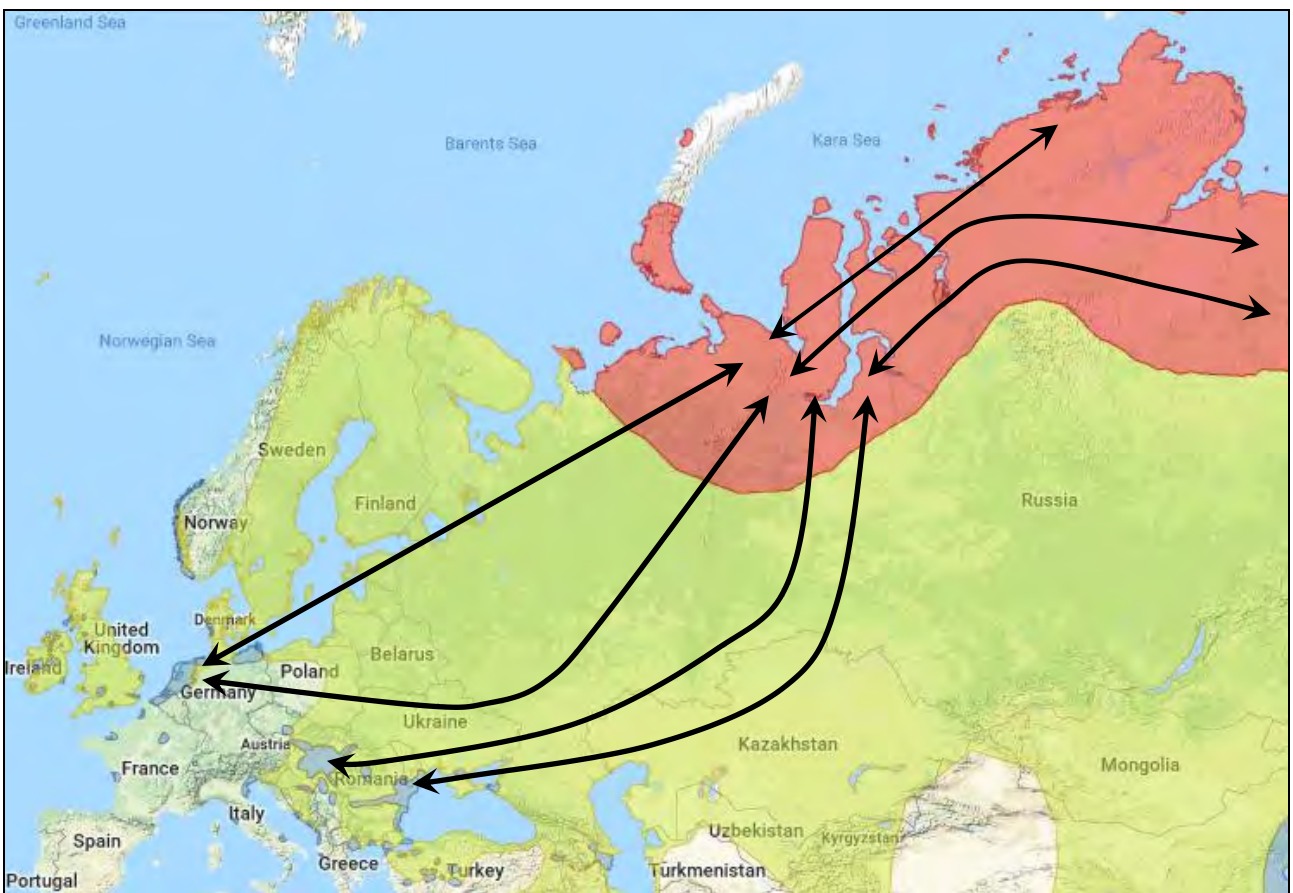 Greenland Sea
Barents Sea
Kara Sea
Norwegian Sea
Sweden
Finland
Norway
Russia
Denmark
United
Kingdom
Ireland
Belarus
Poland
Germany
Ukraine
Austria
Kazakhstan
France
Romania
Mongolia
Italy
Uzbekistan
Kyrgyzstan
Spain
Greece
Turkey
Turkmenistan
Portugal